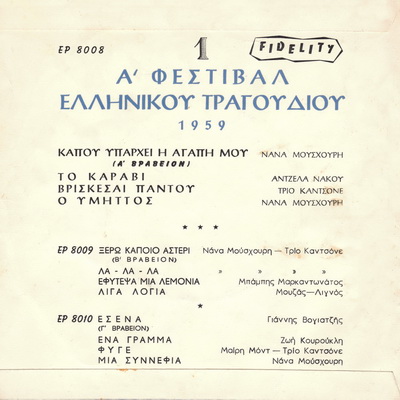 EP 8008 1 FIDELITY
Α' ΦΕΣΤΙΒΑΛ
ΕΛΛΗΝΙΚΟΥ ΤΡΑΓΟΥΔΙΟΥ
1959
ΚΑΠΟΥ ΥΠΑΡΧΕΙ Η ΑΓΑΠΗ ΜΟΥ ΝΑΝΑ ΜΟΥΣΧΟΥΡΗ
(Α' ΒΡΑΒΕΙΟΝ)
ΤΟ ΚΑΡΑΒΙ ΑΝΤΖΕΛΑ ΝΑΚΟΥ
ΒΡΙΣΚΕΣΑΙ ΠΑΝΤΟΥ ΤΡΙΟ ΚΑΝΤΣΟΝΕ
Ο ΥΜΗΤΤΟΣ ΝΑΝΑ ΜΟΥΣΧΟΥΡΗ
* * *
EP 8009 ΞΕΡΩ ΚΑΠΟΙΟ ΑΣΤΕΡΙ Νάνα Μούσχουρη — Τρίο Καντσόνε
(Β' ΒΡΑΒΕΙΟΝ)
ΛΑ - ΛΑ - ΛΑ » » » »
ΕΦΥΤΕΨΑ ΜΙΑ ΛΕΜΟΝΙΑ Μπάμπης Μαρκαντωνάτος
ΛΙΓΑ ΛΟΓΙΑ Μουζάς—Λιγνός
*
EP 8010 ΕΣΕΝΑ Γιάννης Βογιατζής
(Γ' ΒΡΑΒΕΙΟΝ)
ΕΝΑ ΓΡΑΜΜΑ Ζωή Κουρούκλη
ΦΥΓΕ Μαίρη Μόντ — Τρίο Καντσόνε
ΜΙΑ ΣΥΝΝΕΦΙΑ Νάνα Μούσχουρη